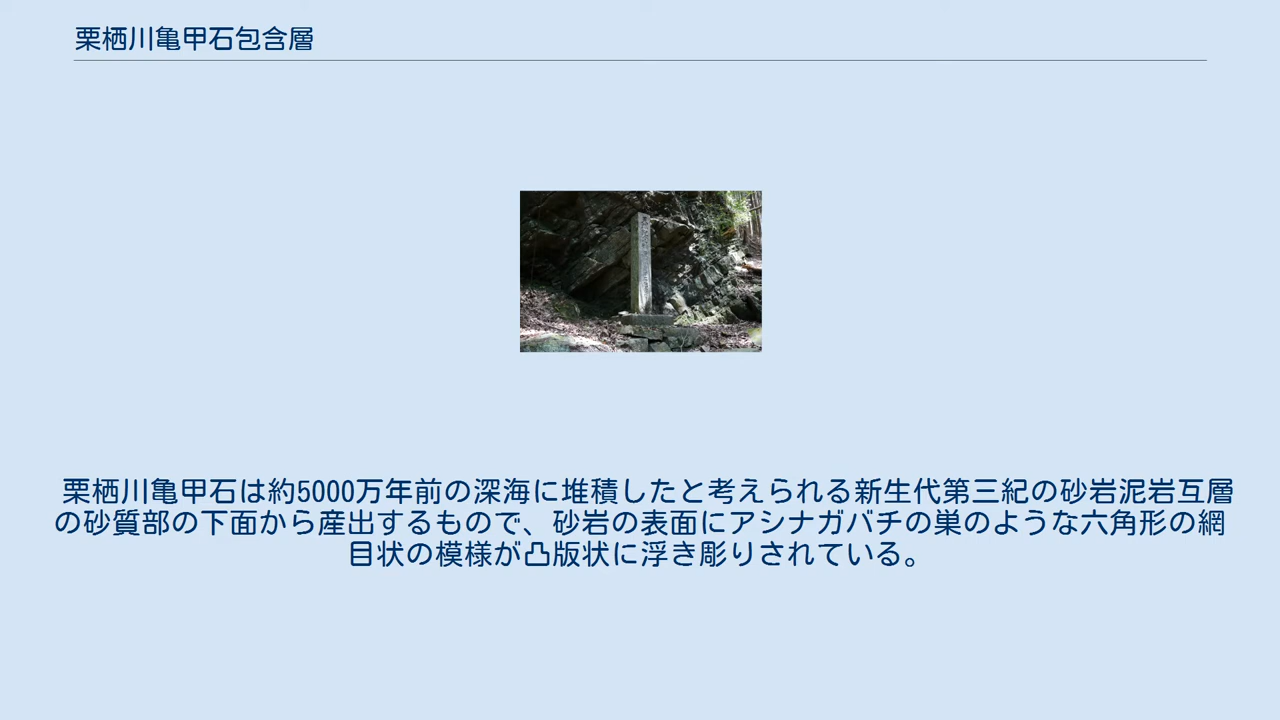 栗栖川亀甲石包含層
栗栖川亀甲石は約5000万年前の深海に堆積したと考えられる新生代第三紀の砂岩泥岩互層
の砂質部の下面から産出するもので、砂岩の表面にアシナガバチの巣のような六角形の網
目状の模様が凸版状に浮き彫りされている。